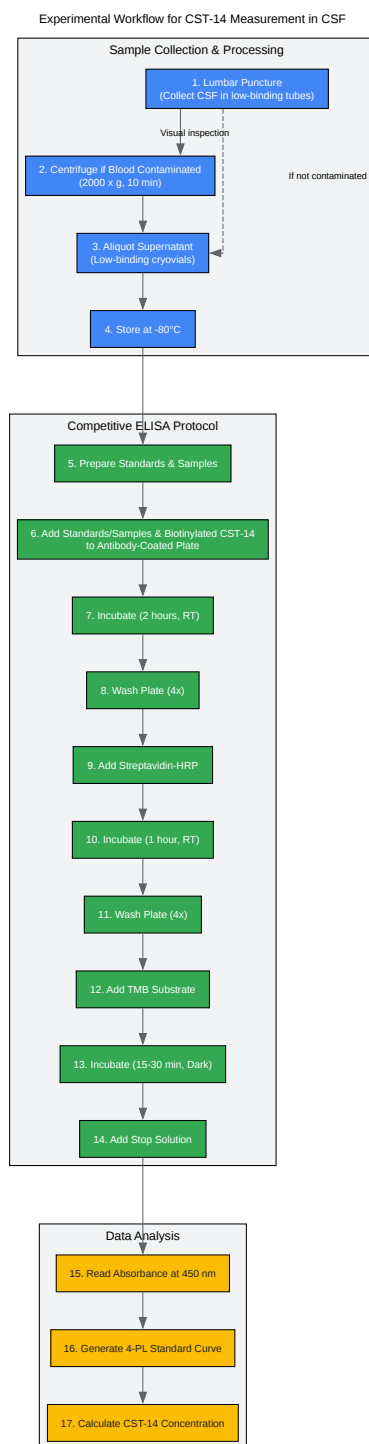 Experimental Workflow for CST-14 Measurement in CSF
Sample Collection & Processing
1. Lumbar Puncture
(Collect CSF in low-binding tubes)
Visual inspection
2. Centrifuge if Blood Contaminated
(2000 x g, 10 min)
If not contaminated
3. Aliquot Supernatant
(Low-binding cryovials)
4. Store at -80°C
Competitive ELISA Protocol
5. Prepare Standards & Samples
6. Add Standards/Samples & Biotinylated CST-14
to Antibody-Coated Plate
7. Incubate (2 hours, RT)
8. Wash Plate (4x)
9. Add Streptavidin-HRP
10. Incubate (1 hour, RT)
11. Wash Plate (4x)
12. Add TMB Substrate
13. Incubate (15-30 min, Dark)
14. Add Stop Solution
Data Analysis
15. Read Absorbance at 450 nm
16. Generate 4-PL Standard Curve
17. Calculate CST-14 Concentration